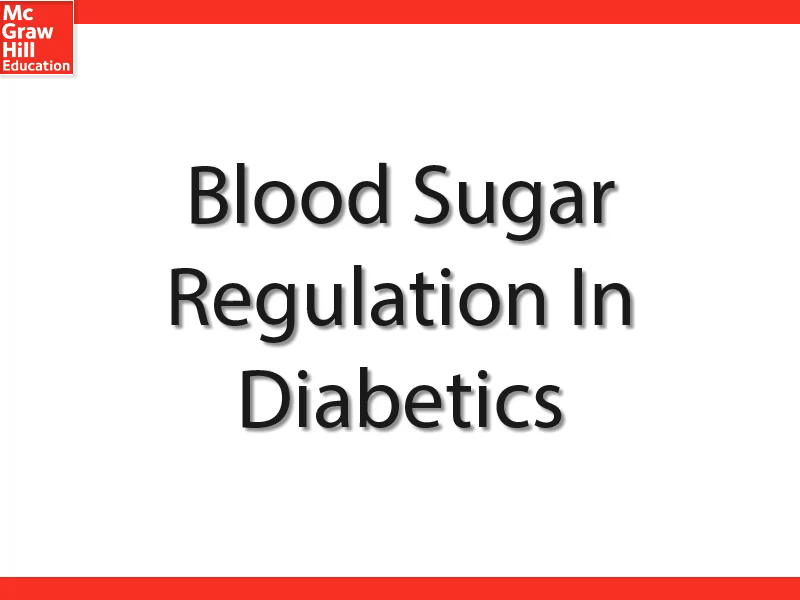 Mc
Graw
Hill
Education
Blood Sugar
Regulation In
Diabetics